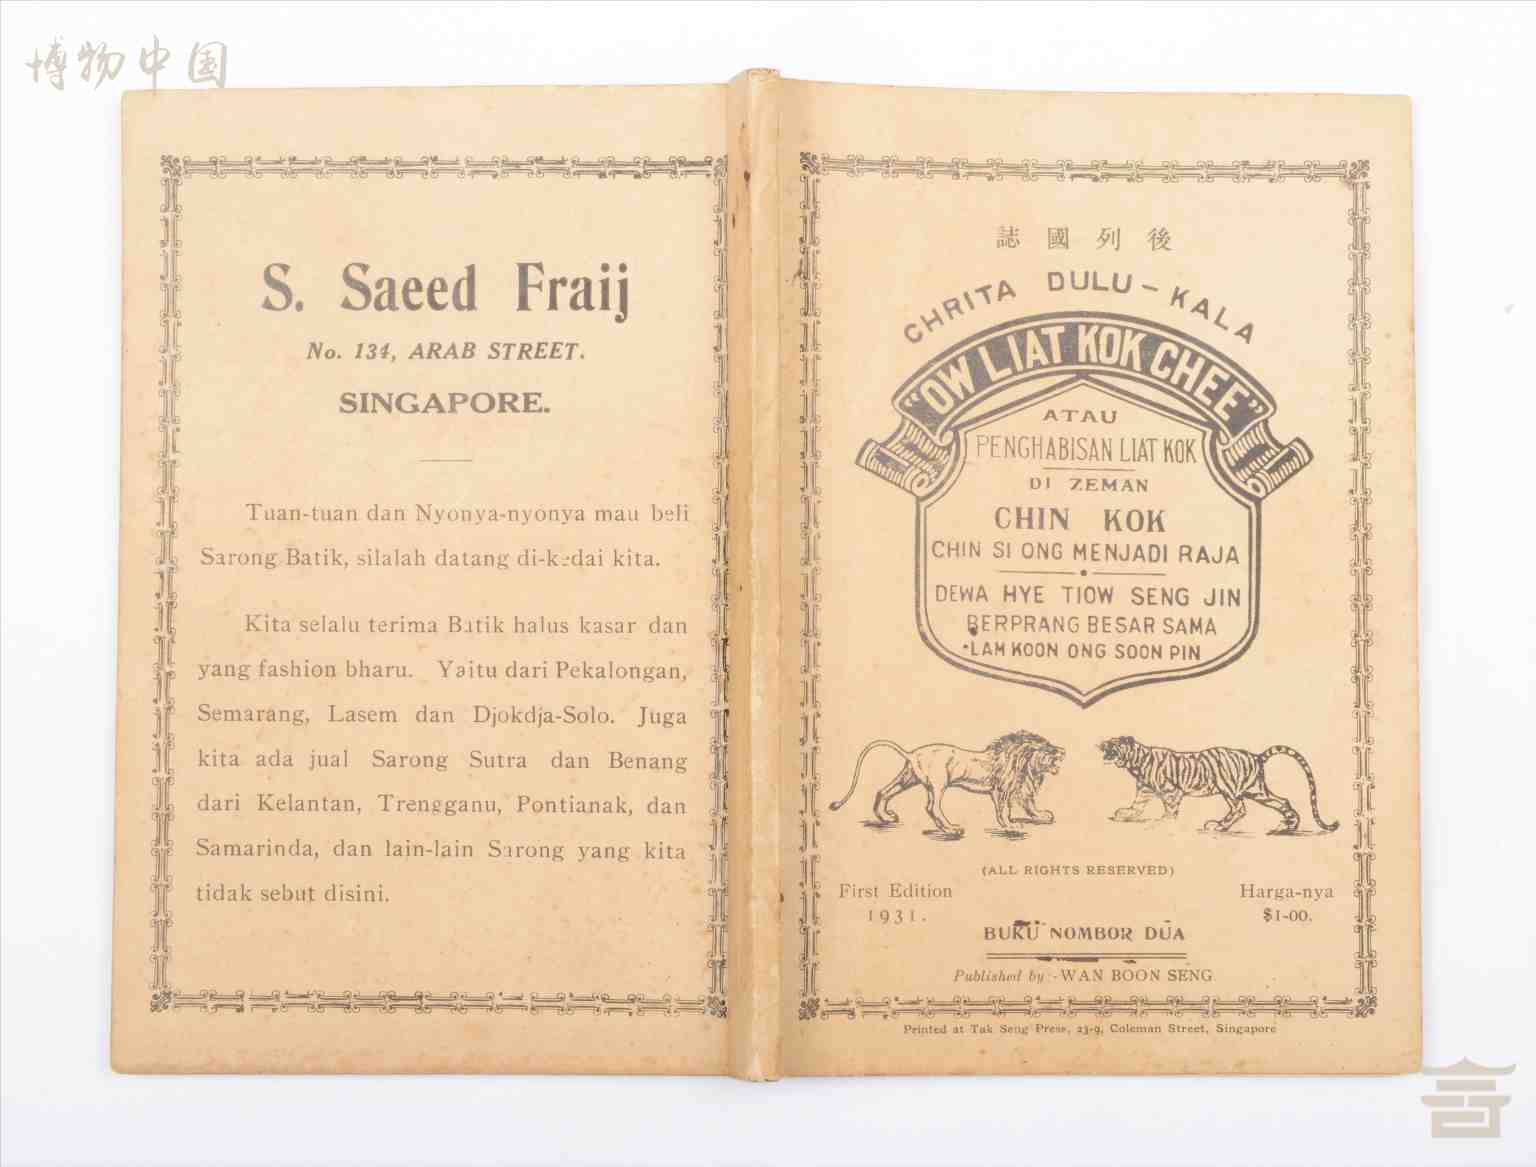 博物中国
S. Saeed Fraij
No. 134, ARAB STREET.
SINGAPORE.
Tuan-tuan dan Nyonya-nyonya mau beli
Sarong Batik, silalah datang di-kedai kita.
Kita selalu terima Batik halus kasar dan
yang fashion bharu. Yaitu dari Pekalongan,
Semarang, Lasem dan Djokdja-Solo. Juga
kita ada jual Sarong Sutra dan Benang
dari Kelantan, Trengganu, Pontianak, dan
Samarinda, dan lain-lain Sarong yang kita
tidak sebut disini.
誌國列後
CHRITA DULU-KALA
"OW LIAT KOK CHEE"
ATAU
PENGHABISAN LIAT KOK
DI ZEMAN
CHIN KOK
CHIN SI ONG MENJADI RAJA
DEWA HYE TIOW SENG JIN
BERPRANG BESAR SAMA
LAM KOON ONG SOON PIN
(ALL RIGHTS RESERVED)
First Edition
1931.
Harga-nya
$1-00.
BUKU NOMBOR DUA
Published by:-WAN BOON SENG
Printed at Tak Seng Press, 23-9, Coleman Street, Singapore